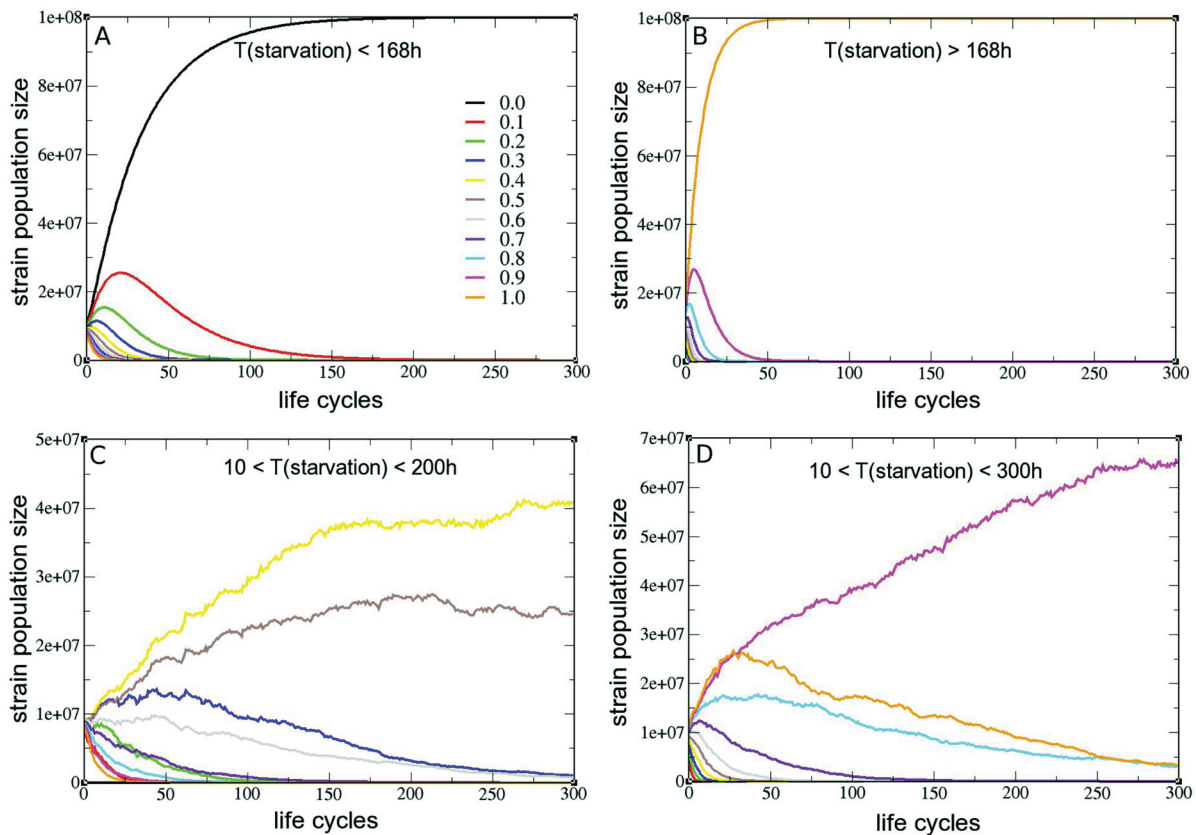 A
T(starvation) < 168h
strain population size
1e+08
8e+07
6e+07
4e+07
2e+07
0
0.0
0.1
0.2
0.3
0.4
0.5
0.6
0.7
0.8
0.9
1.0
0 50 100 150 200 250 300
life cycles
B
T(starvation) > 168h
strain population size
1e+08
8e+07
6e+07
4e+07
2e+07
0
0 50 100 150 200 250 300
life cycles
C
10 < T(starvation) < 200h
strain population size
5e+07
4e+07
3e+07
2e+07
1e+07
0
0 50 100 150 200 250 300
life cycles
D
10 < T(starvation) < 300h
strain population size
7e+07
6e+07
5e+07
4e+07
3e+07
2e+07
1e+07
0
0 50 100 150 200 250 300
life cycles